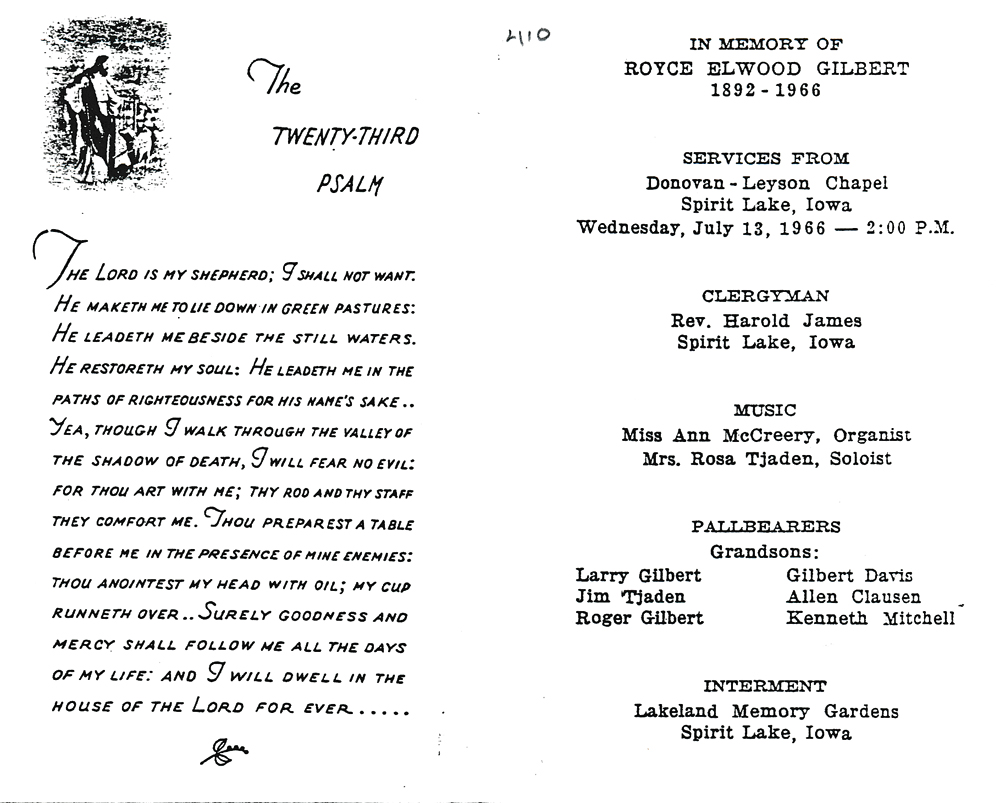 The
TWENTY-THIRD
PSALM
THE LORD IS MY SHEPHERD; I SHALL NOT WANT.
HE MAKETH ME TO LIE DOWN IN GREEN PASTURES:
HE LEADETH ME BESIDE THE STILL WATERS.
HE RESTORETH MY SOUL: HE LEADETH ME IN THE
PATHS OF RIGHTEOUSNESS FOR HIS NAME'S SAKE..
YEA, THOUGH I WALK THROUGH THE VALLEY OF
THE SHADOW OF DEATH, I WILL FEAR NO EVIL:
FOR THOU ART WITH ME; THY ROD AND THY STAFF
THEY COMFORT ME. THOU PREPAREST A TABLE
BEFORE ME IN THE PRESENCE OF MINE ENEMIES:
THOU ANOINTEST MY HEAD WITH OIL; MY CUP
RUNNETH OVER.. SURELY GOODNESS AND
MERCY SHALL FOLLOW ME ALL THE DAYS
OF MY LIFE: AND I WILL DWELL IN THE
HOUSE OF THE LORD FOR EVER.....
410
IN MEMORY OF
ROYCE ELWOOD GILBERT
1892 - 1966
SERVICES FROM
Donovan - Leyson Chapel
Spirit Lake, Iowa
Wednesday, July 13, 1966 — 2:00 P.M.
CLERGYMAN
Rev. Harold James
Spirit Lake, Iowa
MUSIC
Miss Ann McCreery, Organist
Mrs. Rosa Tjaden, Soloist
PALLBEARERS
Grandsons:
Larry Gilbert Gilbert Davis
Jim Tjaden Allen Clausen
Roger Gilbert Kenneth Mitchell
INTERMENT
Lakeland Memory Gardens
Spirit Lake, Iowa